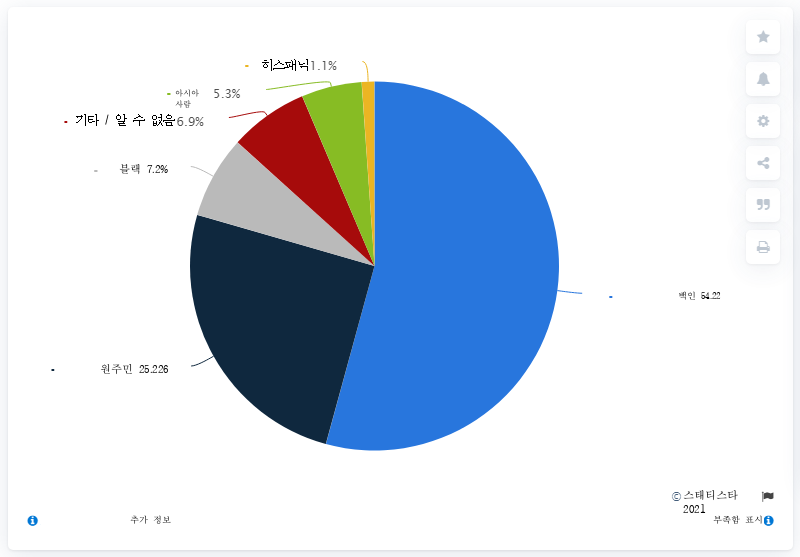 히스패닉1.1%
아시아 5.3%
사람
기타 / 알 수 없음6.9%
블랙 7.2%
백인 54.22
원주민 25.226
© 스태티스타
2021
추가 정보
부족함 표시